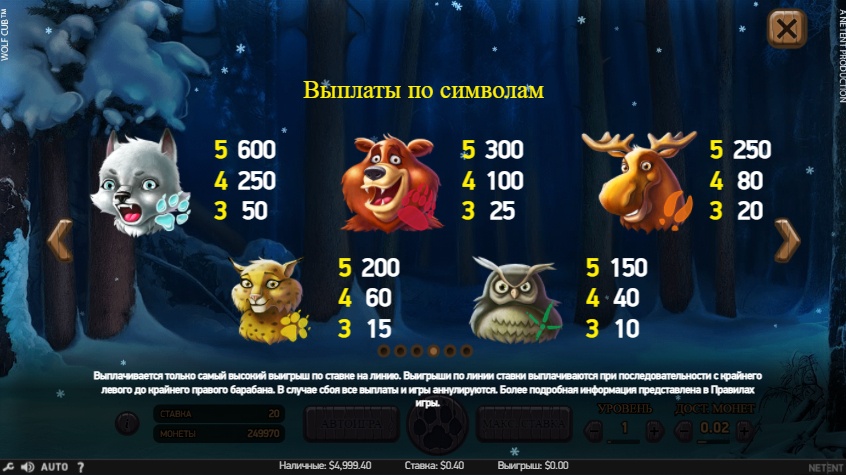 WOLF CUB™
A NETENT PRODUCTION
Выплаты по символам
5 600
4 250
3 50
5 300
4 100
3 25
5 250
4 80
3 20
5 200
4 60
3 15
5 150
4 40
3 10
Выплачивается только самый высокий выигрыш по ставке на линию. Выигрыши по линии ставки выплачиваются при последовательности с крайнего
левого до крайнего правого барабана. В случае сбоя все выплаты и игры аннулируются. Более подробная информация представлена в Правилах
игры.
СТАВКА 20
МОНЕТЫ 249970
АВТОИГРА
МАКС. СТАВКА
УРОВЕНЬ
1
ДОСТ. МОНЕТ
0.02
AUTO ?
Наличные: $4,999.40 Ставка: $0.40 Выигрыш: $0.00
NETENT